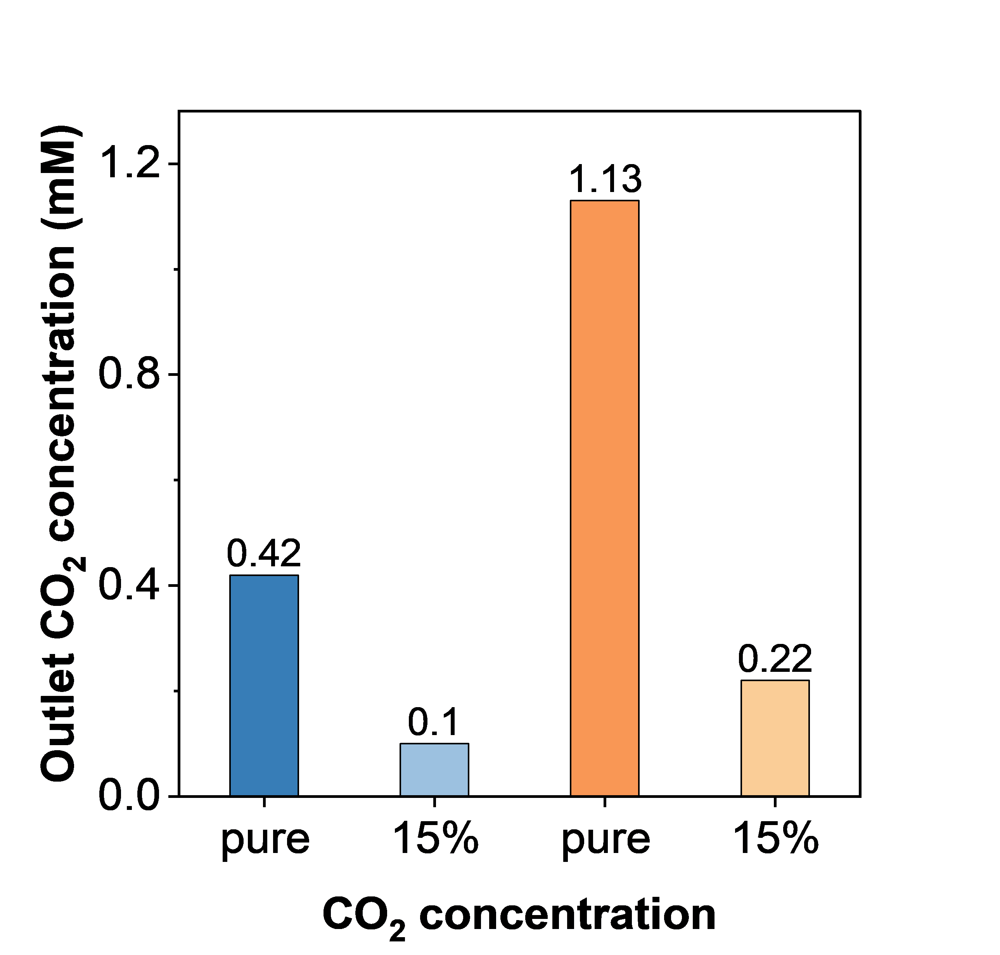 Outlet CO₂ concentration (mM)
1.2
0.8
0.4
0.0
0.42
0.1
1.13
0.22
pure 15% pure 15%
CO₂ concentration